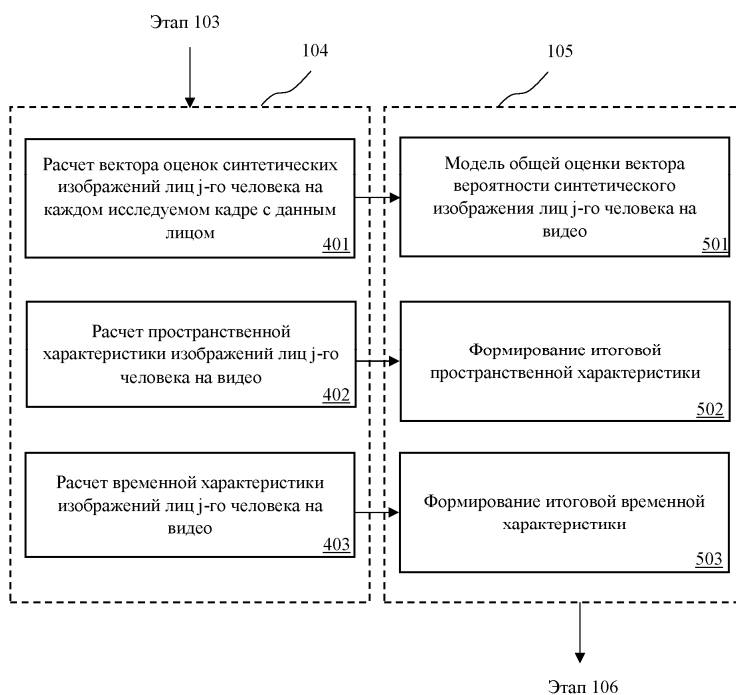 Этап 103
104
105
Расчет вектора оценок синтетических
изображений лиц j-го человека на
каждом исследуемом кадре с данным
лицом
401
Модель общей оценки вектора
вероятности синтетического
изображения лиц j-го человека на
видео
501
Расчет пространственной
характеристики изображений лиц j-го
человека на видео
402
Формирование итоговой
пространственной характеристики
502
Расчет временной характеристики
изображений лиц j-го человека на
видео
403
Формирование итоговой временной
характеристики
503
Этап 106